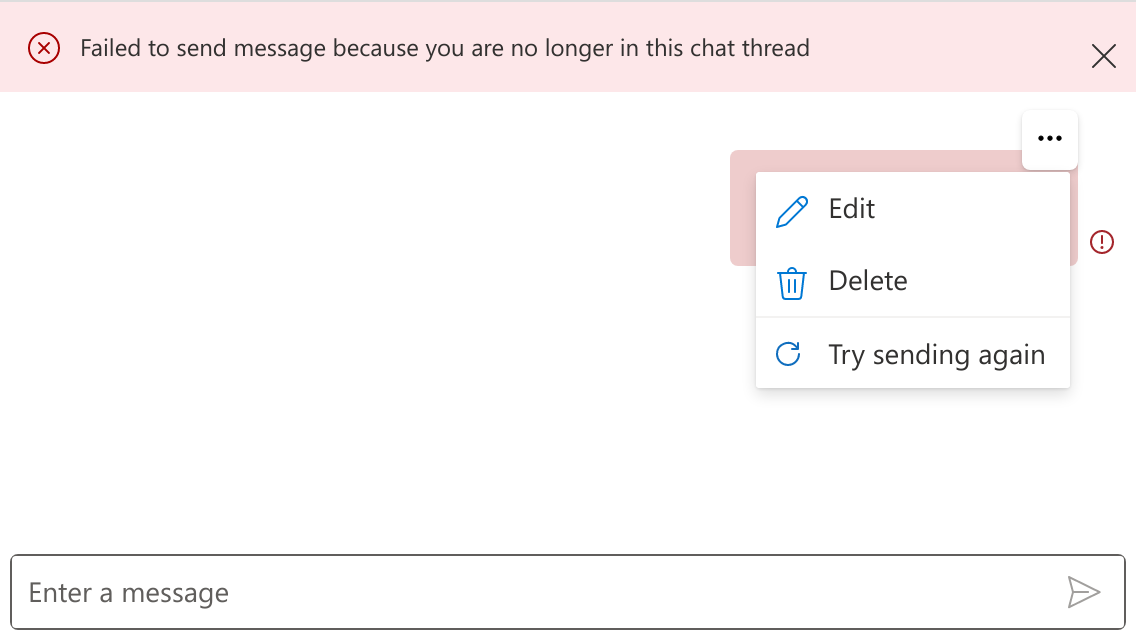 Failed to send message because you are no longer in this chat thread
Edit
Delete
Try sending again
Enter a message